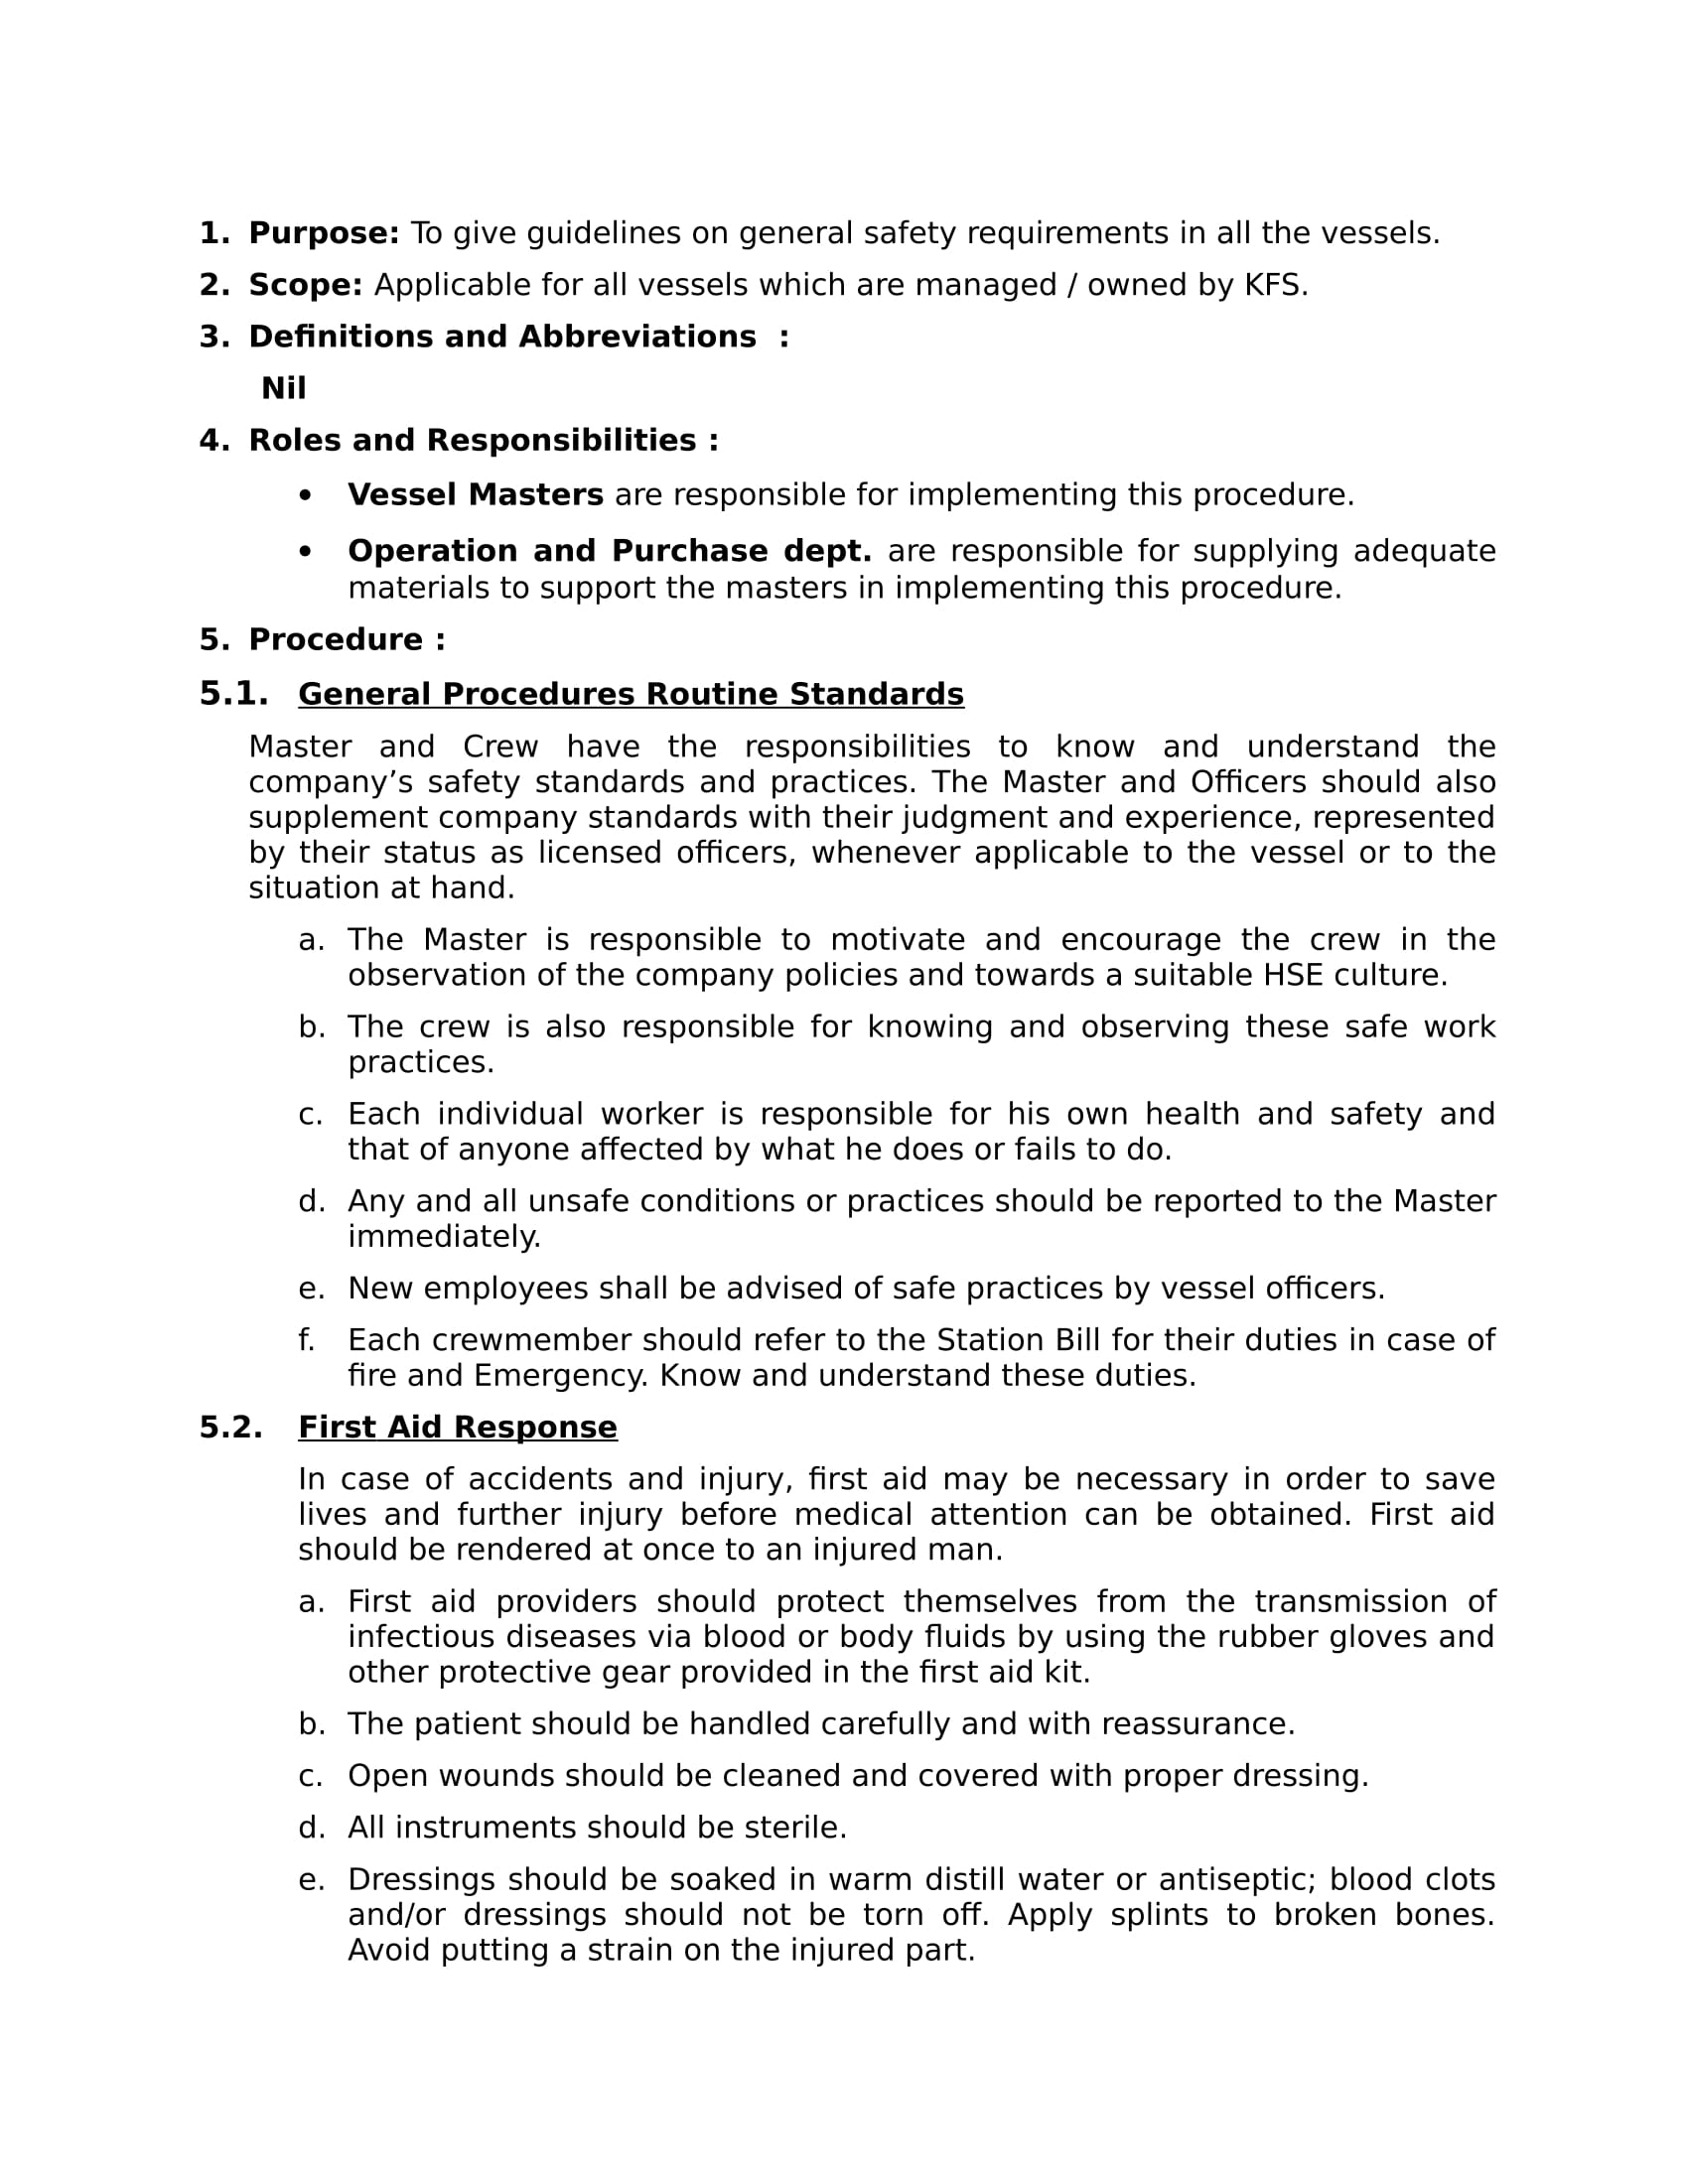 1. Purpose: To give guidelines on general safety requirements in all the vessels.
2. Scope: Applicable for all vessels which are managed / owned by KFS.
3. Definitions and Abbreviations  :
Nil
4. Roles and Responsibilities :
• Vessel Masters are responsible for implementing this procedure.
• Operation and Purchase dept. are responsible for supplying adequate
materials to support the masters in implementing this procedure.
5. Procedure :
5.1. General Procedures Routine Standards
Master and Crew have the responsibilities to know and understand the
company’s safety standards and practices. The Master and Officers should also
supplement company standards with their judgment and experience, represented
by their status as licensed officers, whenever applicable to the vessel or to the
situation at hand.
a. The Master is responsible to motivate and encourage the crew in the
observation of the company policies and towards a suitable HSE culture.
b. The crew is also responsible for knowing and observing these safe work
practices.
c. Each individual worker is responsible for his own health and safety and
that of anyone affected by what he does or fails to do.
d. Any and all unsafe conditions or practices should be reported to the Master
immediately.
e. New employees shall be advised of safe practices by vessel officers.
f. Each crewmember should refer to the Station Bill for their duties in case of
fire and Emergency. Know and understand these duties.
5.2. First Aid Response
In case of accidents and injury, first aid may be necessary in order to save
lives and further injury before medical attention can be obtained. First aid
should be rendered at once to an injured man.
a. First aid providers should protect themselves from the transmission of
infectious diseases via blood or body fluids by using the rubber gloves and
other protective gear provided in the first aid kit.
b. The patient should be handled carefully and with reassurance.
c. Open wounds should be cleaned and covered with proper dressing.
d. All instruments should be sterile.
e. Dressings should be soaked in warm distill water or antiseptic; blood clots
and/or dressings should not be torn off. Apply splints to broken bones.
Avoid putting a strain on the injured part.